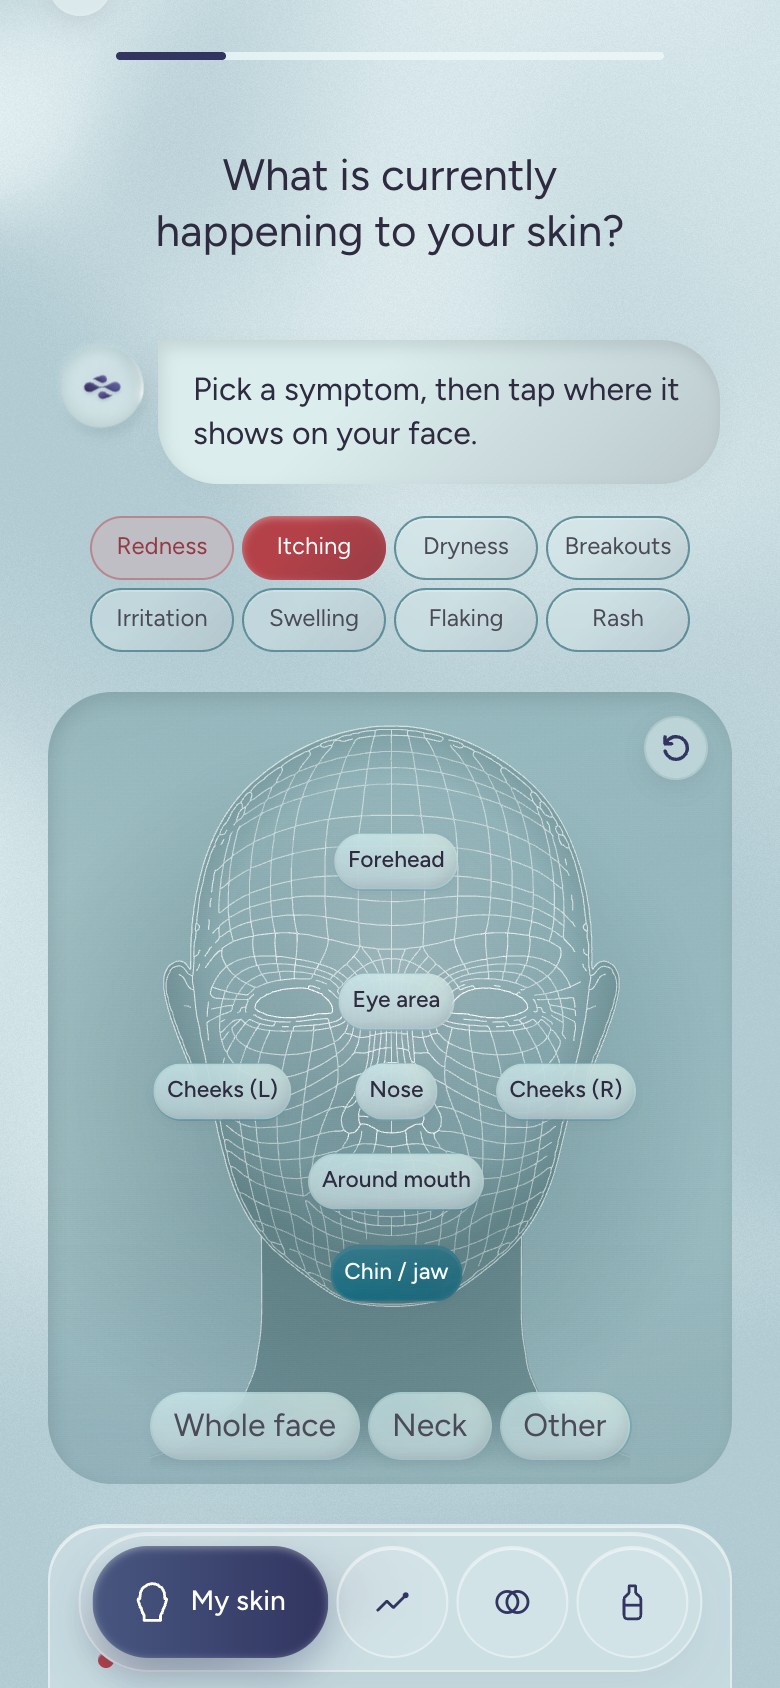 What is currently
happening to your skin?
Pick a symptom, then tap where it
shows on your face.
Redness
Itching
Dryness
Breakouts
Irritation
Swelling
Flaking
Rash
Forehead
Eye area
Cheeks (L)
Nose
Cheeks (R)
Around mouth
Chin / jaw
Whole face
Neck
Other
My skin